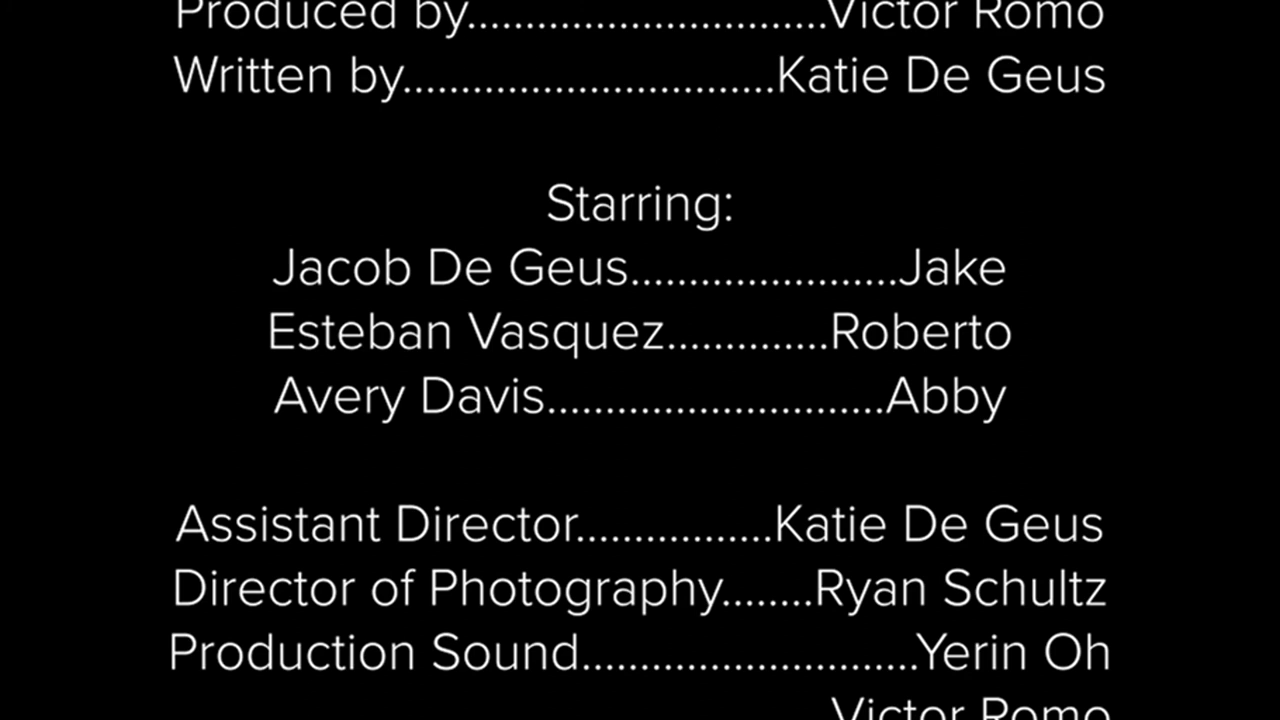 Produced by...............................Victor Romo
Written by................................Katie De Geus
Starring:
Jacob De Geus.......................Jake
Esteban Vasquez..............Roberto
Avery Davis.............................Abby
Assistant Director.................Katie De Geus
Director of Photography........Ryan Schultz
Production Sound.............................Yerin Oh
Victor Romo